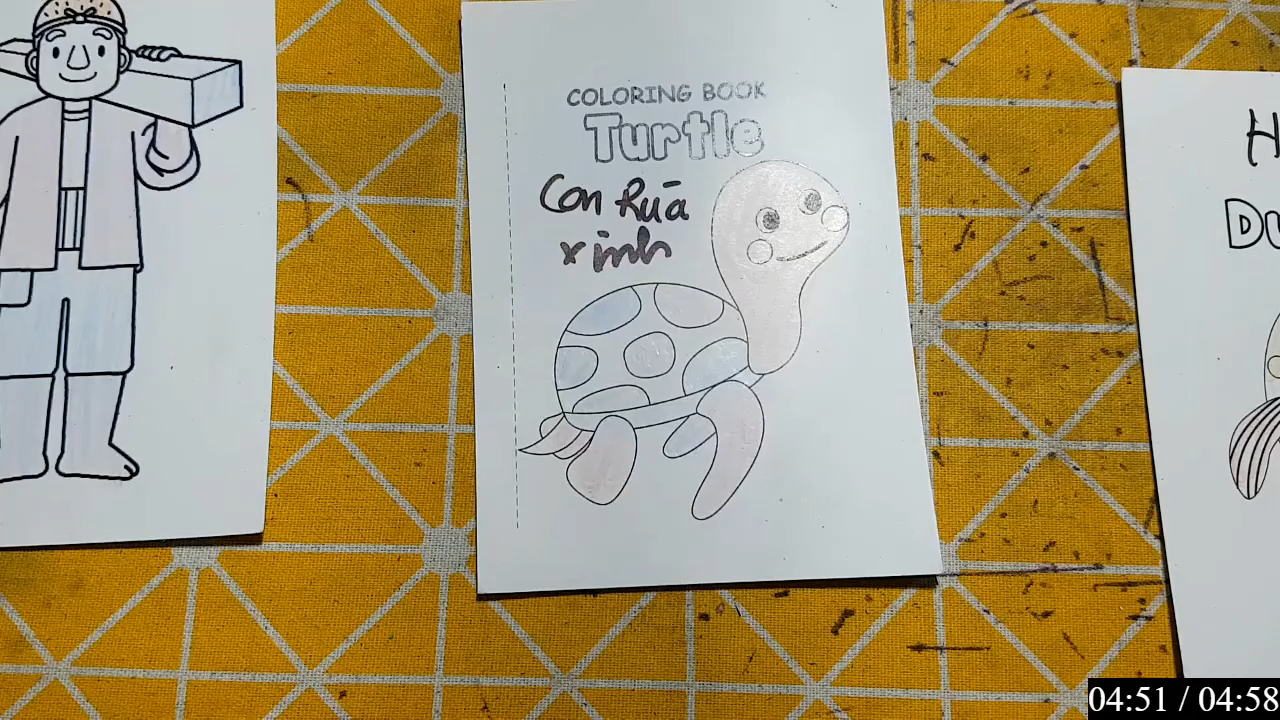 COLORING BOOK
Turtle
Con Rùa
xinh
H
DU
04:51 / 04:58